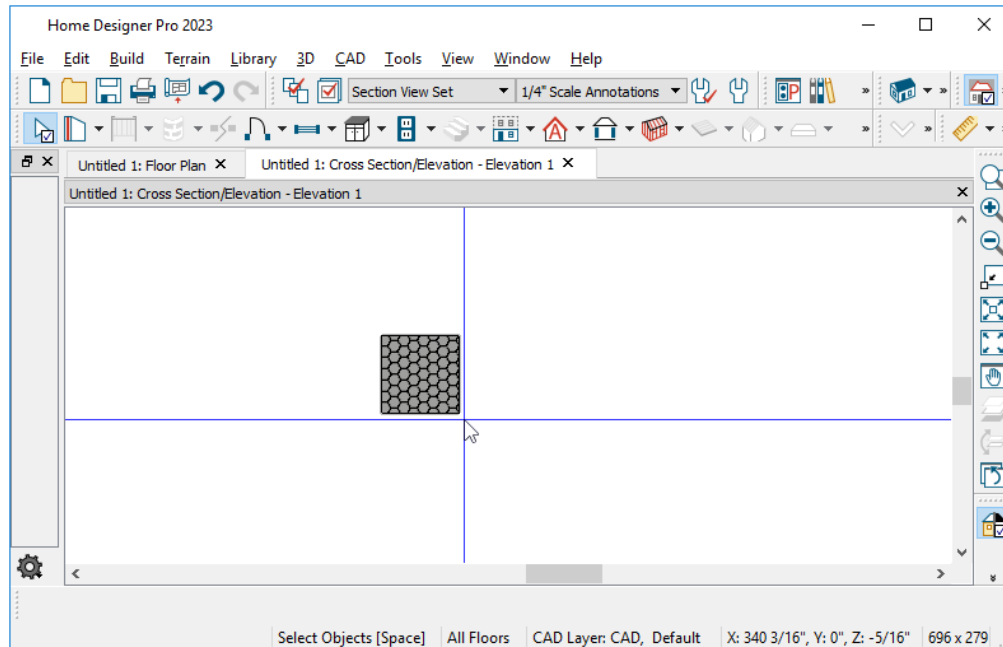 Home Designer Pro 2023
File Edit Build Terrain Library 3D CAD Tools View Window Help
Section View Set 1/4" Scale Annotations
Untitled 1: Floor Plan Untitled 1: Cross Section/Elevation - Elevation 1
Untitled 1: Cross Section/Elevation - Elevation 1
Select Objects [Space] All Floors CAD Layer: CAD, Default X: 340 3/16", Y: 0", Z: -5/16" 696 x 279